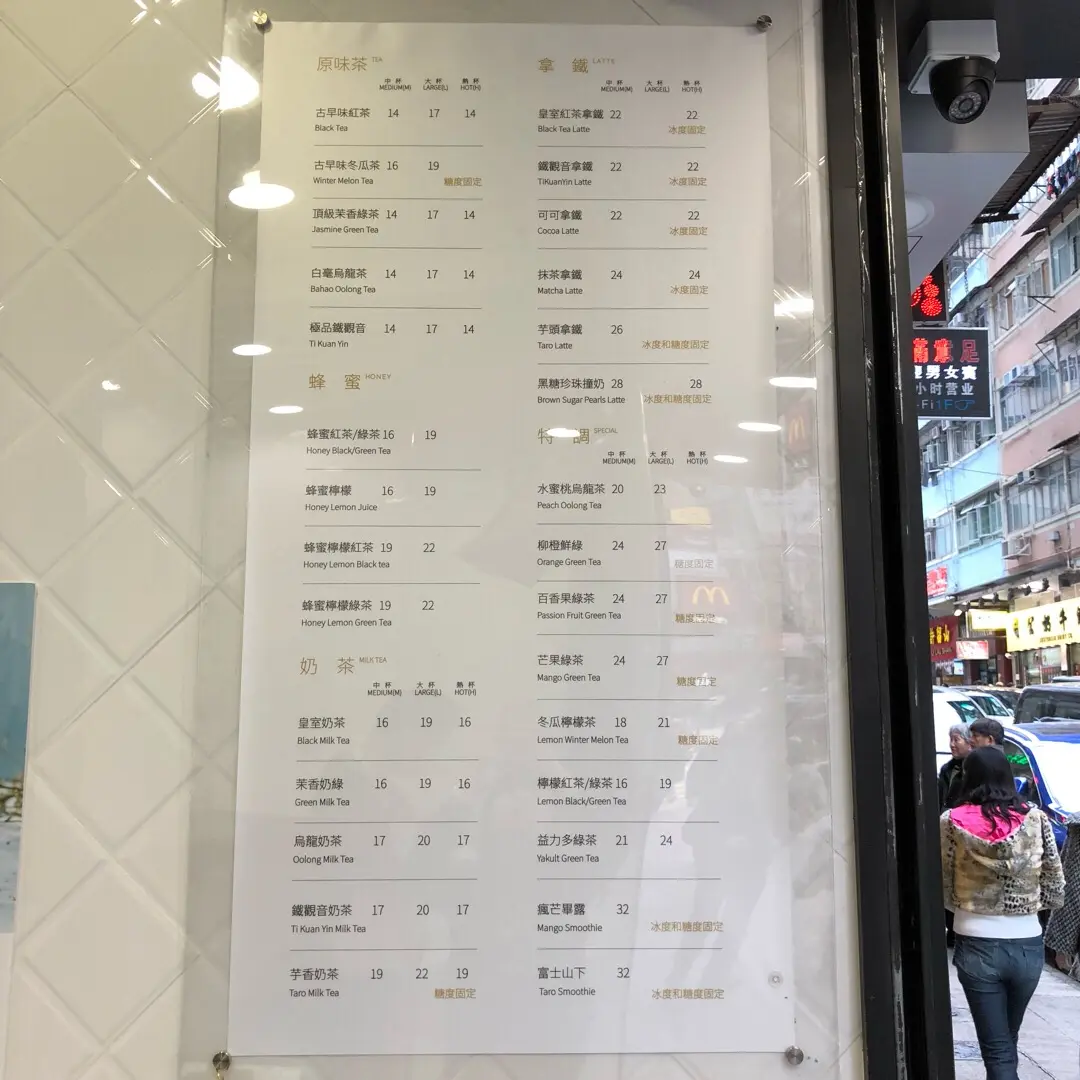 原味茶 TEA
中杯 大杯 熱杯
MEDIUM(M) LARGE(L) HOT(H)
古早味紅茶 14 17 14
Black Tea
古早味冬瓜茶 16 19
Winter Melon Tea 糖度固定
頂級茉香綠茶 14 17 14
Jasmine Green Tea
白毫烏龍茶 14 17 14
Bahao Oolong Tea
極品鐵觀音 14 17 14
Ti Kuan Yin
蜂蜜 HONEY
蜂蜜紅茶/綠茶 16 19
Honey Black/Green Tea
蜂蜜檸檬 16 19
Honey Lemon Juice
蜂蜜檸檬紅茶 19 22
Honey Lemon Black tea
蜂蜜檸檬綠茶 19 22
Honey Lemon Green Tea
奶茶 MILK TEA
中杯 大杯 熱杯
MEDIUM(M) LARGE(L) HOT(H)
皇室奶茶 16 19 16
Black Milk Tea
茉香奶綠 16 19 16
Green Milk Tea
烏龍奶茶 17 20 17
Oolong Milk Tea
鐵觀音奶茶 17 20 17
Ti Kuan Yin Milk Tea
芋香奶茶 19 22 19
Taro Milk Tea 糖度固定
拿鐵 LATTE
中杯 大杯 熱杯
MEDIUM(M) LARGE(L) HOT(H)
皇室紅茶拿鐵 22 22
Black Tea Latte 冰度固定
鐵觀音拿鐵 22 22
TiKuanYin Latte 冰度固定
可可拿鐵 22 22
Cocoa Latte 冰度固定
抹茶拿鐵 24 24
Matcha Latte 冰度固定
芋頭拿鐵 26
Taro Latte 冰度和糖度固定
黑糖珍珠撞奶 28 28
Brown Sugar Pearls Latte 冰度和糖度固定
特調 SPECIAL
中杯 大杯 熱杯
MEDIUM(M) LARGE(L) HOT(H)
水蜜桃烏龍茶 20 23
Peach Oolong Tea
柳橙鮮綠 24 27
Orange Green Tea 糖度固定
百香果綠茶 24 27
Passion Fruit Green Tea 糖度固定
芒果綠茶 24 27
Mango Green Tea 糖度固定
冬瓜檸檬茶 18 21
Lemon Winter Melon Tea 糖度固定
檸檬紅茶/綠茶 16 19
Lemon Black/Green Tea
益力多綠茶 21 24
Yakult Green Tea
瘋芒畢露 32
Mango Smoothie 冰度和糖度固定
富士山下 32
Taro Smoothie 冰度和糖度固定
滿意足
男女賓
小时营业
-Fi 1F